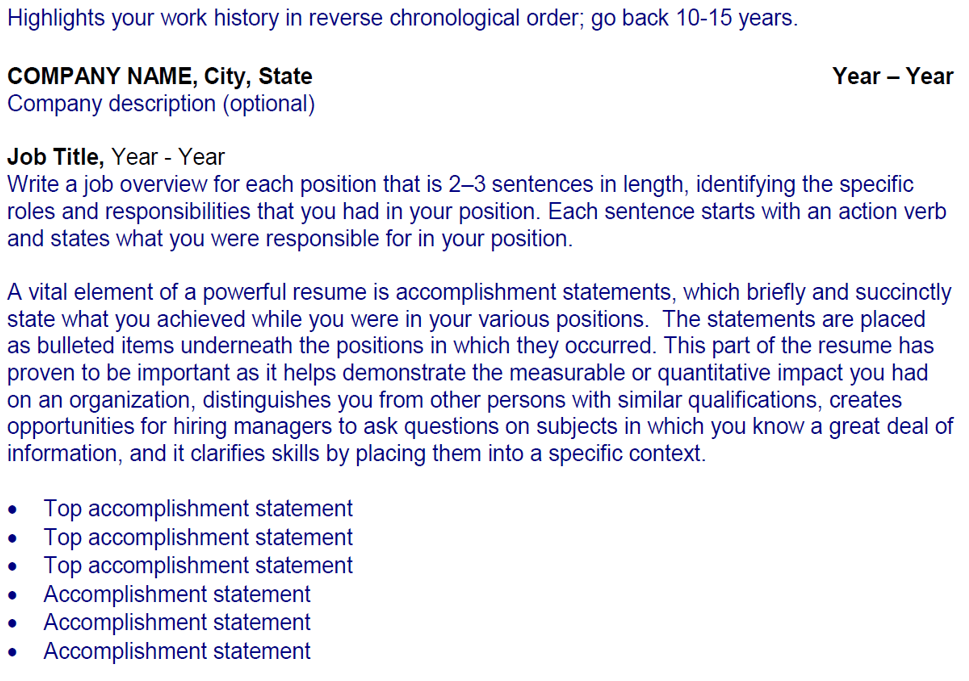 Highlights your work history in reverse chronological order; go back 10-15 years.
COMPANY NAME, City, State Year – Year
Company description (optional)
Job Title, Year - Year
Write a job overview for each position that is 2–3 sentences in length, identifying the specific
roles and responsibilities that you had in your position. Each sentence starts with an action verb
and states what you were responsible for in your position.
A vital element of a powerful resume is accomplishment statements, which briefly and succinctly
state what you achieved while you were in your various positions.  The statements are placed
as bulleted items underneath the positions in which they occurred. This part of the resume has
proven to be important as it helps demonstrate the measurable or quantitative impact you had
on an organization, distinguishes you from other persons with similar qualifications, creates
opportunities for hiring managers to ask questions on subjects in which you know a great deal of
information, and it clarifies skills by placing them into a specific context.
• Top accomplishment statement
• Top accomplishment statement
• Top accomplishment statement
• Accomplishment statement
• Accomplishment statement
• Accomplishment statement